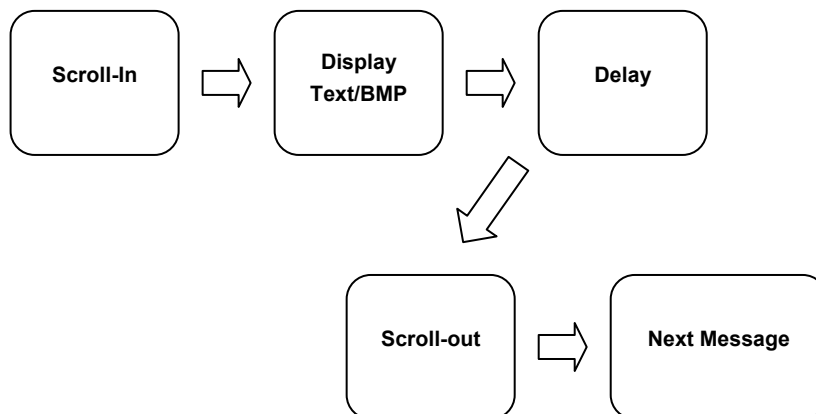 Scroll-In
Display
Text/BMP
Delay
Scroll-out
Next Message